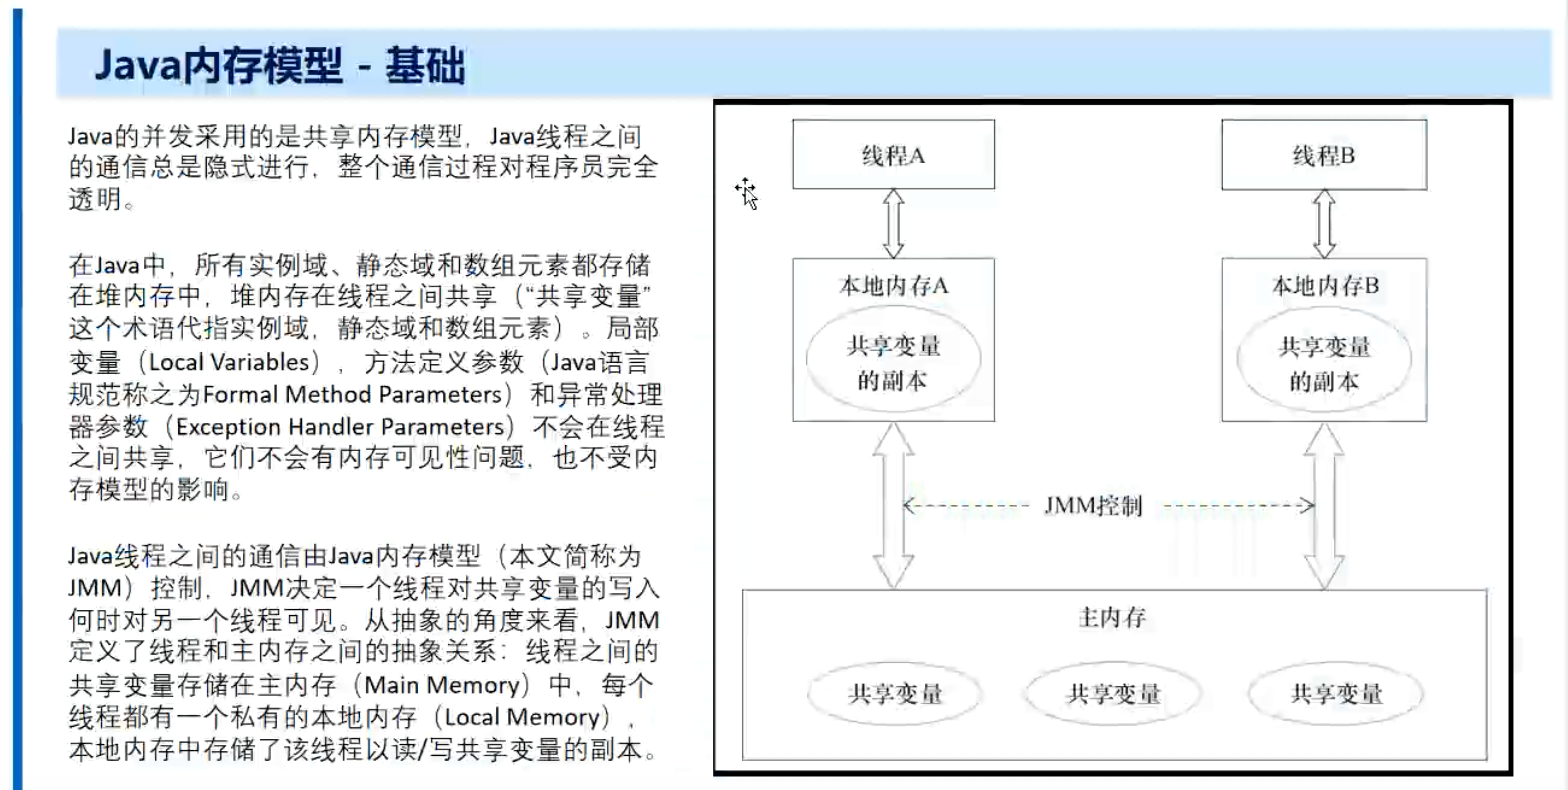 Java内存模型 - 基础
Java的并发采用的是共享内存模型，Java线程之间
的通信总是隐式进行，整个通信过程对程序员完全
透明。
在Java中，所有实例域、静态域和数组元素都存储
在堆内存中，堆内存在线程之间共享（“共享变量”
这个术语代指实例域，静态域和数组元素）。局部
变量（Local Variables），方法定义参数（Java语言
规范称之为Formal Method Parameters）和异常处理
器参数（Exception Handler Parameters）不会在线程
之间共享，它们不会有内存可见性问题，也不受内
存模型的影响。
Java线程之间的通信由Java内存模型（本文简称为
JMM）控制，JMM决定一个线程对共享变量的写入
何时对另一个线程可见。从抽象的角度来看，JMM
定义了线程和主内存之间的抽象关系：线程之间的
共享变量存储在主内存（Main Memory）中，每个
线程都有一个私有的本地内存（Local Memory），
本地内存中存储了该线程以读/写共享变量的副本。
线程A
线程B
本地内存A
共享变量
的副本
本地内存B
共享变量
的副本
JMM控制
主内存
共享变量
共享变量
共享变量